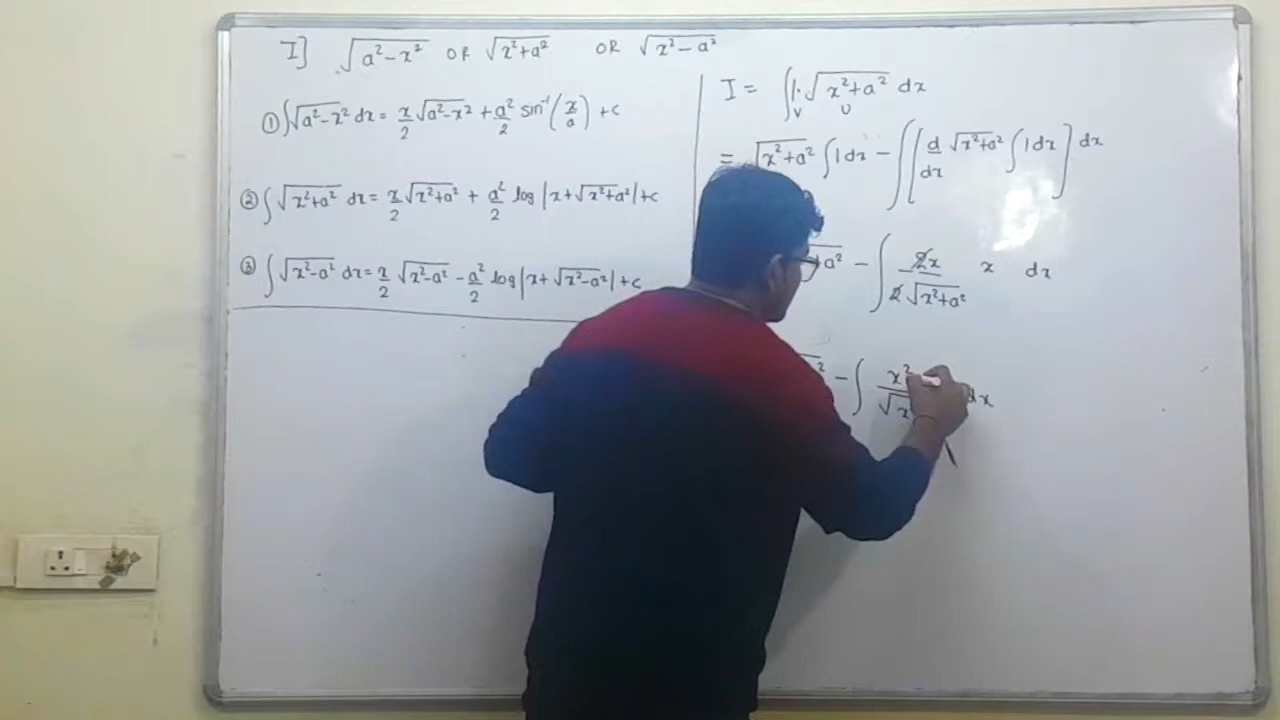 I] √(a²-x²) OR √(x²+a²) OR √(x²-a²)
① ∫√(a²-x²) dx = x/2 √(a²-x²) + a²/2 sin⁻¹(x/a) + c
② ∫√(x²+a²) dx = x/2 √(x²+a²) + a²/2 log |x+√(x²+a²)| + c
③ ∫√(x²-a²) dx = x/2 √(x²-a²) - a²/2 log |x+√(x²-a²)| + c
I = ∫1·√(x²+a²) dx
V U
= √(x²+a²) ∫1dx - ∫[d/dx √(x²+a²) ∫1dx] dx
+a² - ∫ 2x/2√(x²+a²) x dx
² - ∫ x²/√x dx